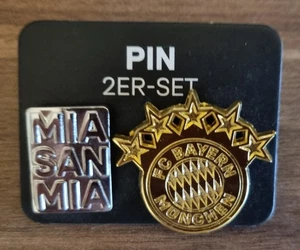 PIN
2ER-SET
MIA
SAN
MIA
FC BAYERN
MÜNCHEN